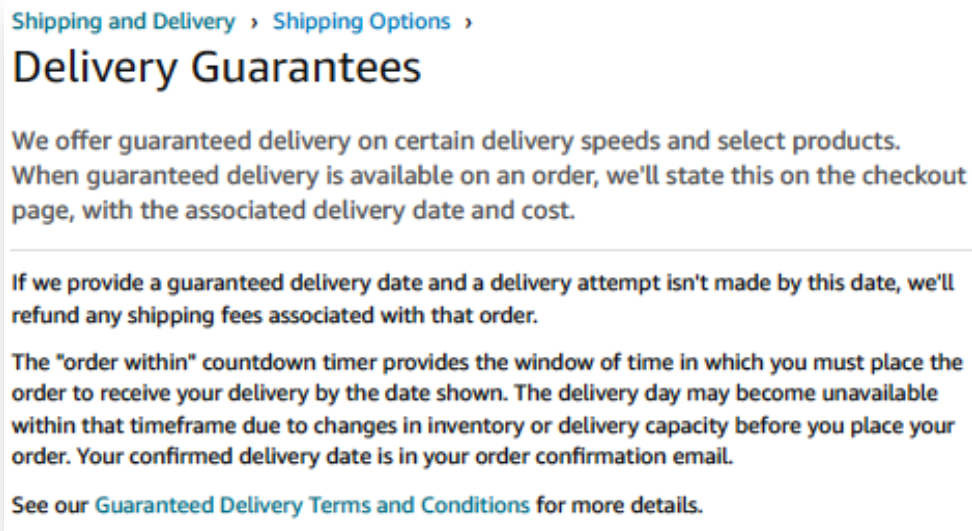 Shipping and Delivery › Shipping Options ›
Delivery Guarantees
We offer guaranteed delivery on certain delivery speeds and select products.
When guaranteed delivery is available on an order, we'll state this on the checkout
page, with the associated delivery date and cost.
If we provide a guaranteed delivery date and a delivery attempt isn't made by this date, we'll
refund any shipping fees associated with that order.
The "order within" countdown timer provides the window of time in which you must place the
order to receive your delivery by the date shown. The delivery day may become unavailable
within that timeframe due to changes in inventory or delivery capacity before you place your
order. Your confirmed delivery date is in your order confirmation email.
See our Guaranteed Delivery Terms and Conditions for more details.